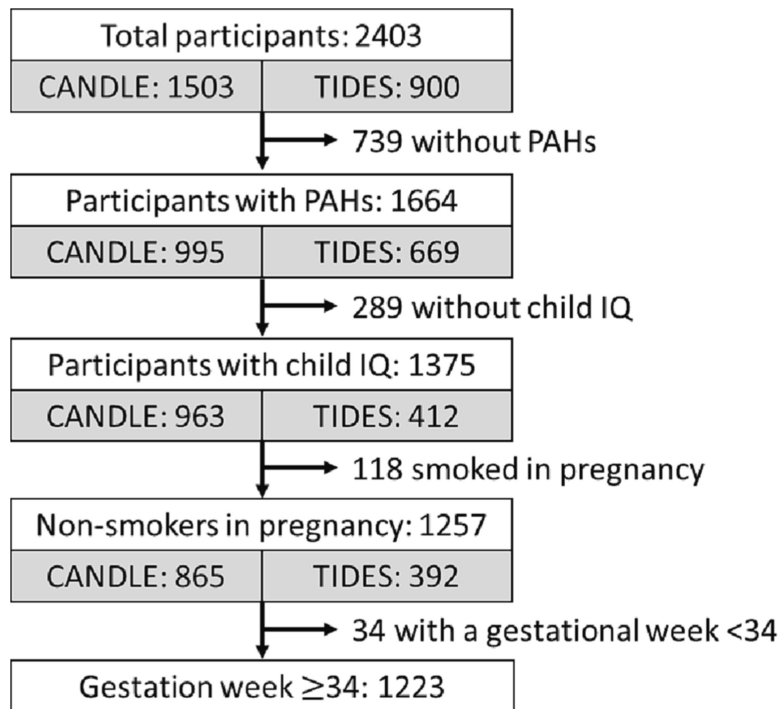 Total participants: 2403
CANDLE: 1503 TIDES: 900
739 without PAHs
Participants with PAHs: 1664
CANDLE: 995 TIDES: 669
289 without child IQ
Participants with child IQ: 1375
CANDLE: 963 TIDES: 412
118 smoked in pregnancy
Non-smokers in pregnancy: 1257
CANDLE: 865 TIDES: 392
34 with a gestational week <34
Gestation week ≥34: 1223